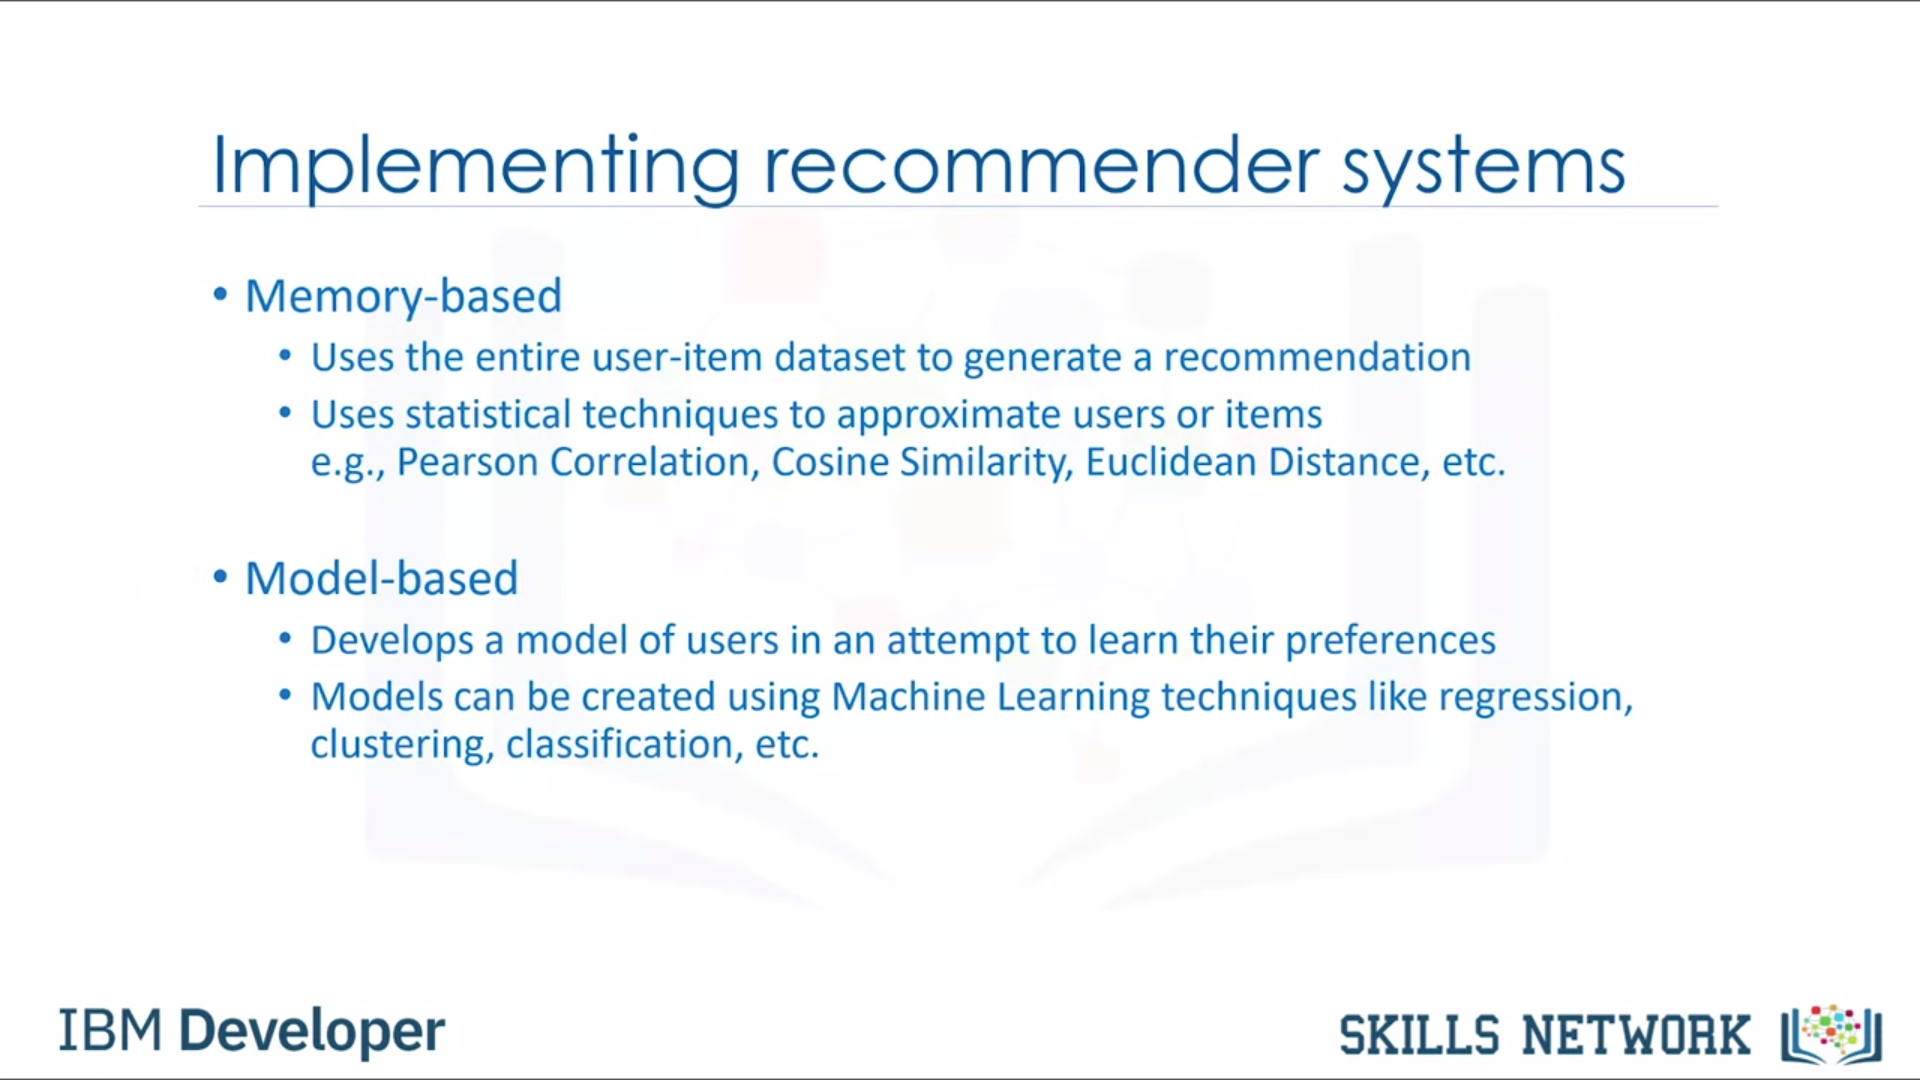 Implementing recommender systems
• Memory-based
• Uses the entire user-item dataset to generate a recommendation
• Uses statistical techniques to approximate users or items
e.g., Pearson Correlation, Cosine Similarity, Euclidean Distance, etc.
• Model-based
• Develops a model of users in an attempt to learn their preferences
• Models can be created using Machine Learning techniques like regression,
clustering, classification, etc.
IBM Developer
SKILLS NETWORK